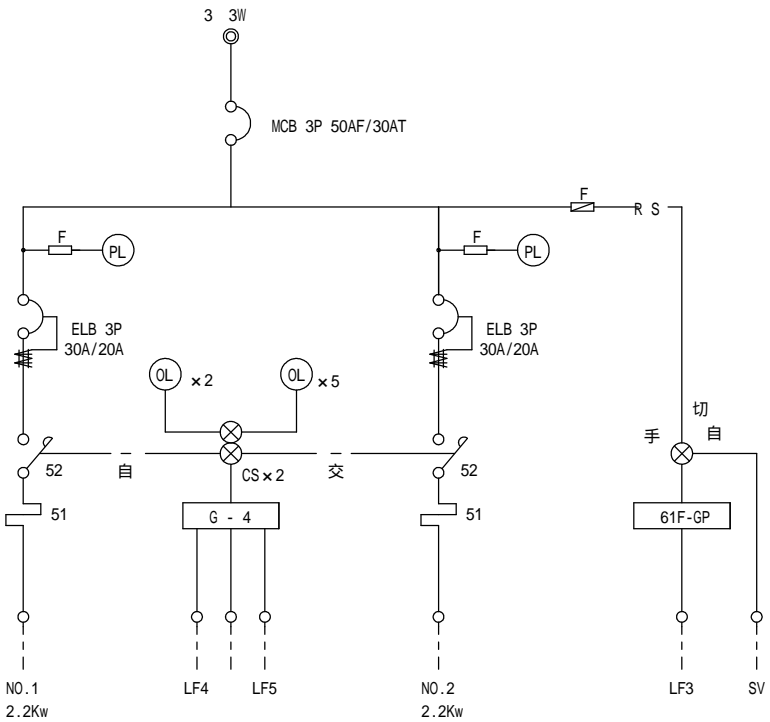 3 3W
MCB 3P 50AF/30AT
F
R S
F
PL
F
PL
ELB 3P
30A/20A
ELB 3P
30A/20A
OL ×2
OL ×5
切
手 自
52
自
CS×2
交
52
51
G - 4
51
61F-GP
NO.1
2.2Kw
LF4
LF5
NO.2
2.2Kw
LF3
SV